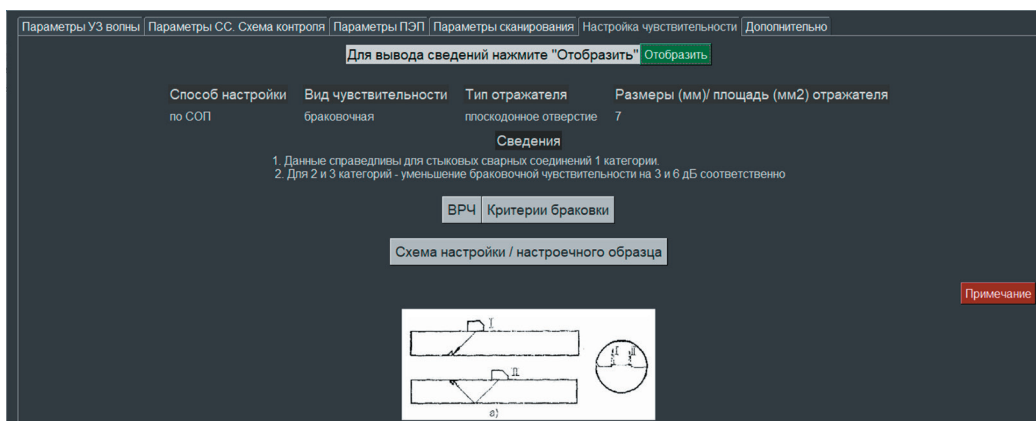 Параметры УЗ волны Параметры СС. Схема контроля Параметры ПЭП Параметры сканирования Настройка чувствительности Дополнительно
Для вывода сведений нажмите "Отобразить" Отобразить
Способ настройки Вид чувствительности Тип отражателя Размеры (мм)/ площадь (мм2) отражателя
по СОП браковочная плоскодонное отверстие 7
Сведения
1. Данные справедливы для стыковых сварных соединений 1 категории.
2. Для 2 и 3 категорий - уменьшение браковочной чувствительности на 3 и 6 дБ соответственно
ВРЧ Критерии браковки
Схема настройки / настроечного образца
Примечание
I
I II
II